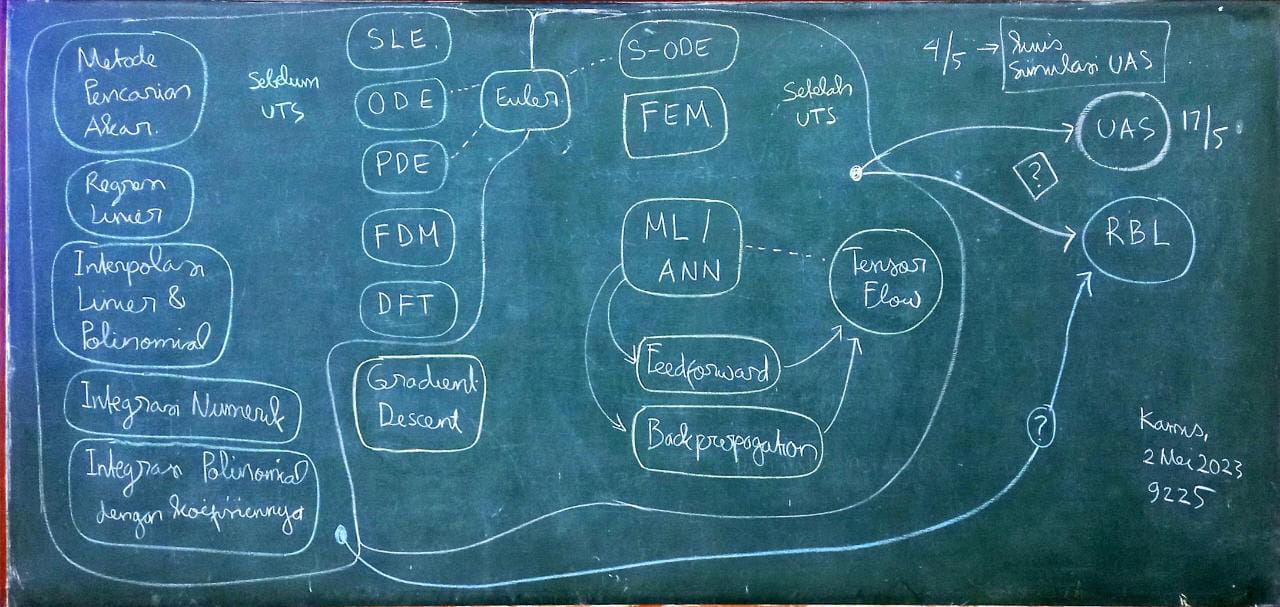 Metode
Pencarian
Akar.
Regresi
Linier
Interpolasi
Linier &
Polinomial
Integrasi Numerik
Integrasi Polinomial
dengan koefisiennya
Sebelum
UTS
SLE.
ODE
PDE
FDM
DFT
Gradient
Descent
Euler
S-ODE
FEM
ML /
ANN
Feedforward
Backpropagation
Tensor
Flow
Setelah
UTS
4/5 →
Simulasi UAS
UAS 17/5
?
RBL
?
2 Mei 2023
9225